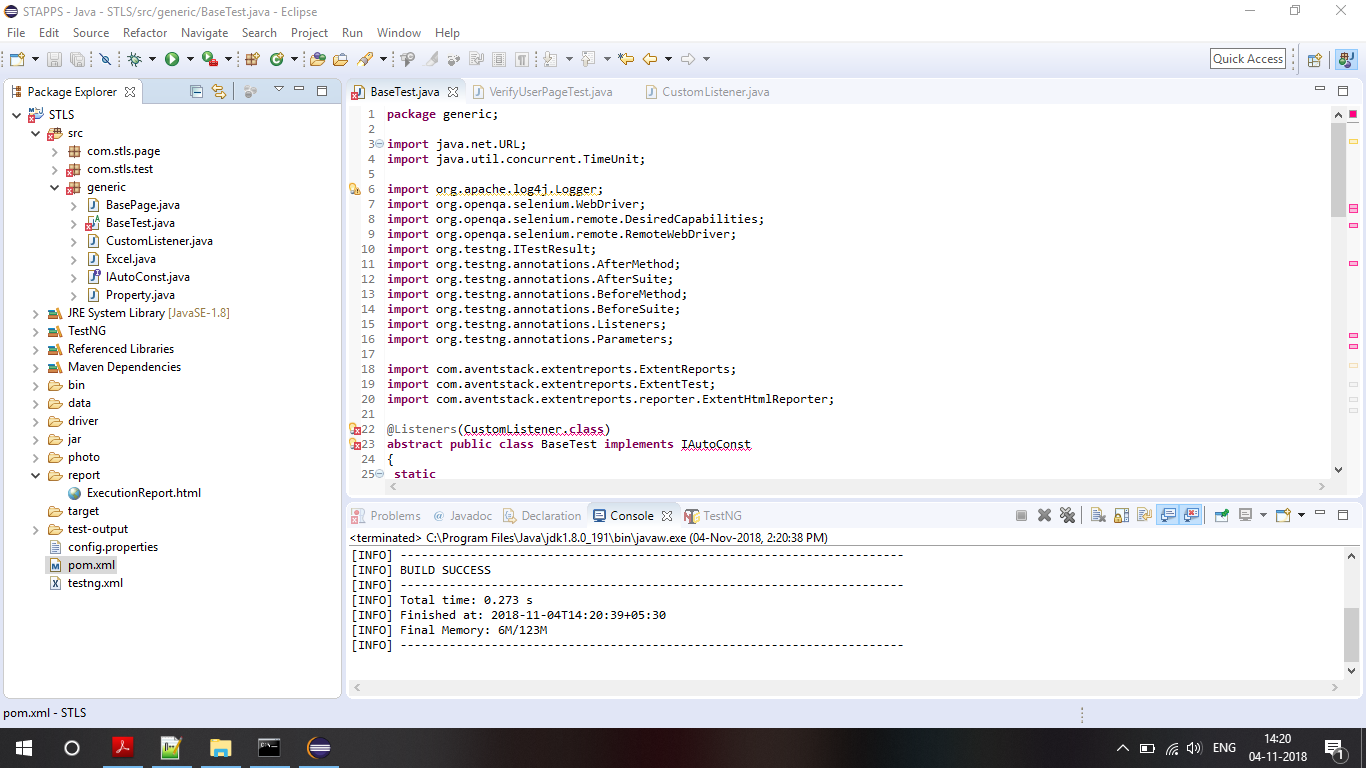 STAPPS - Java - STLS/src/generic/BaseTest.java - Eclipse
File Edit Source Refactor Navigate Search Project Run Window Help
Quick Access
Package Explorer
STLS
src
com.stls.page
com.stls.test
generic
BasePage.java
BaseTest.java
CustomListener.java
Excel.java
IAutoConst.java
Property.java
JRE System Library [JavaSE-1.8]
TestNG
Referenced Libraries
Maven Dependencies
bin
data
driver
jar
photo
report
ExecutionReport.html
target
test-output
config.properties
pom.xml
testng.xml
BaseTest.java VerifyUserPageTest.java CustomListener.java
1 package generic;
2
3 import java.net.URL;
4 import java.util.concurrent.TimeUnit;
5
6 import org.apache.log4j.Logger;
7 import org.openqa.selenium.WebDriver;
8 import org.openqa.selenium.remote.DesiredCapabilities;
9 import org.openqa.selenium.remote.RemoteWebDriver;
10 import org.testng.ITestResult;
11 import org.testng.annotations.AfterMethod;
12 import org.testng.annotations.AfterSuite;
13 import org.testng.annotations.BeforeMethod;
14 import org.testng.annotations.BeforeSuite;
15 import org.testng.annotations.Listeners;
16 import org.testng.annotations.Parameters;
17
18 import com.aventstack.extentreports.ExtentReports;
19 import com.aventstack.extentreports.ExtentTest;
20 import com.aventstack.extentreports.reporter.ExtentHtmlReporter;
21
22 @Listeners(CustomListener.class)
23 abstract public class BaseTest implements IAutoConst
24 {
25 static
Problems @ Javadoc Declaration Console TestNG
<terminated> C:\Program Files\Java\jdk1.8.0_191\bin\javaw.exe (04-Nov-2018, 2:20:38 PM)
[INFO] ------------------------------------------------------------------------
[INFO] BUILD SUCCESS
[INFO] ------------------------------------------------------------------------
[INFO] Total time: 0.273 s
[INFO] Finished at: 2018-11-04T14:20:39+05:30
[INFO] Final Memory: 6M/123M
[INFO] ------------------------------------------------------------------------
pom.xml - STLS
ENG
14:20
04-11-2018
1